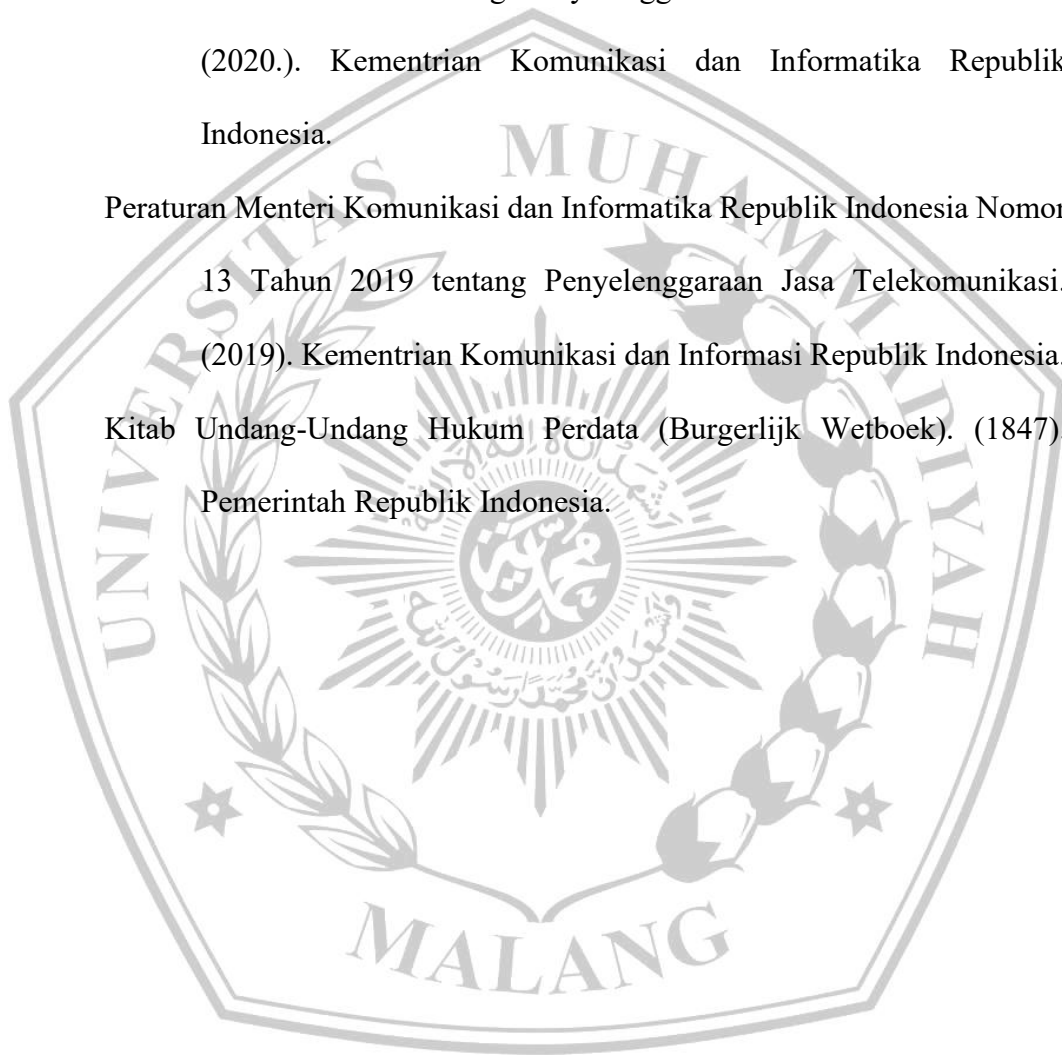 (2020.). Kementrian Komunikasi dan Informatika Republik
Indonesia.
Peraturan Menteri Komunikasi dan Informatika Republik Indonesia Nomor
13 Tahun 2019 tentang Penyelenggaraan Jasa Telekomunikasi.
(2019). Kementrian Komunikasi dan Informasi Republik Indonesia.
Kitab Undang-Undang Hukum Perdata (Burgerlijk Wetboek). (1847).
Pemerintah Republik Indonesia.
UNIVERSITAS MUHAMMADIYAH
MALANG